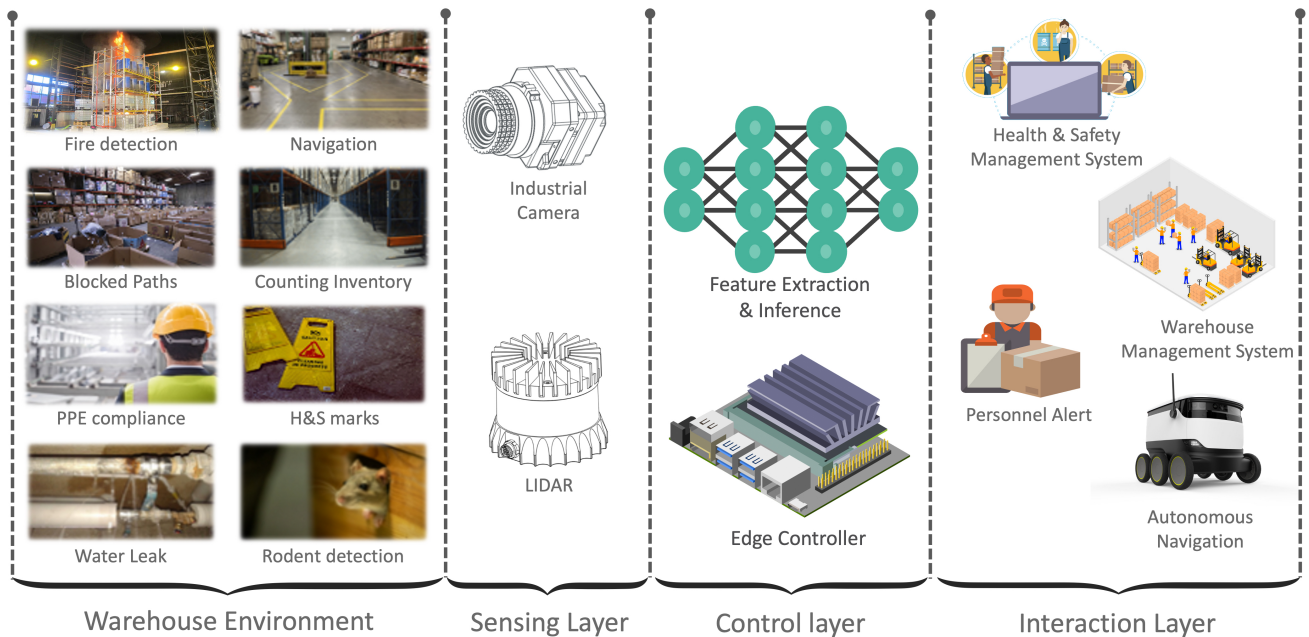 Fire detection
Navigation
Blocked Paths
Counting Inventory
PPE compliance
H&S marks
Water Leak
Rodent detection
Warehouse Environment
Industrial
Camera
LIDAR
Sensing Layer
Feature Extraction
& Inference
Edge Controller
Control layer
Health & Safety
Management System
Warehouse
Management System
Personnel Alert
Autonomous
Navigation
Interaction Layer